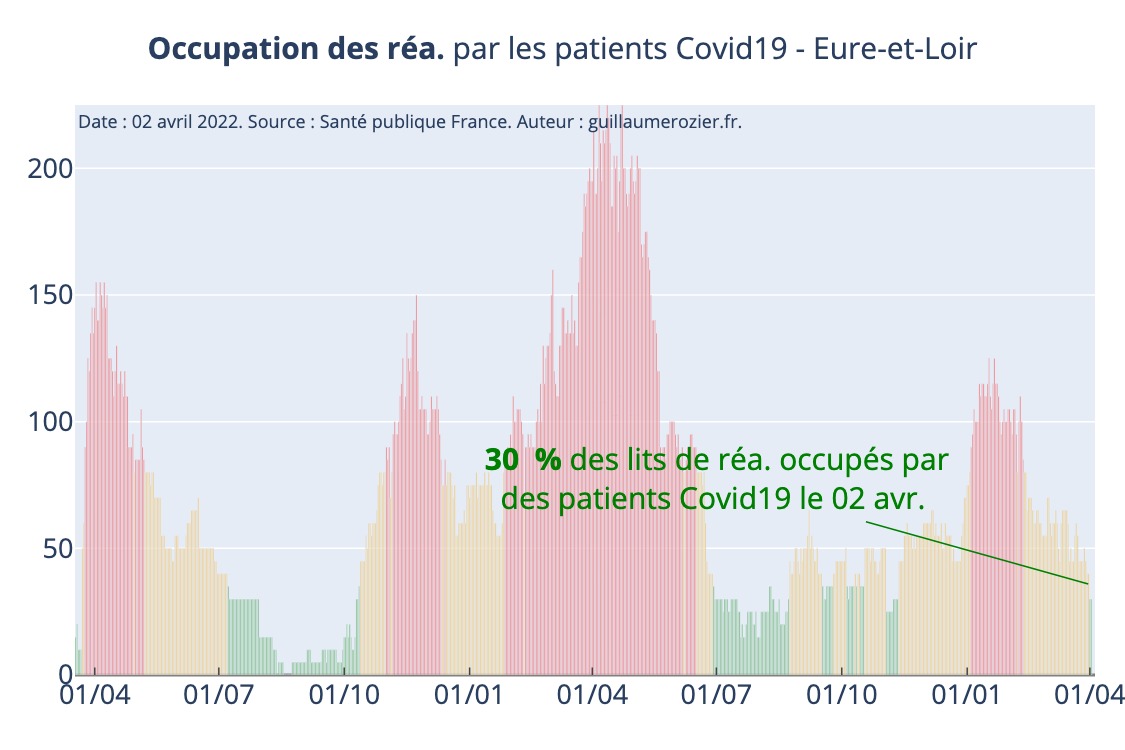 Occupation des réa. par les patients Covid19 - Eure-et-Loir
Date : 02 avril 2022. Source : Santé publique France. Auteur : guillaumerozier.fr.
200
150
100
30 % des lits de réa. occupés par
des patients Covid19 le 02 avr.
50
0
01/04 01/07 01/10 01/01 01/04 01/07 01/10 01/01 01/04